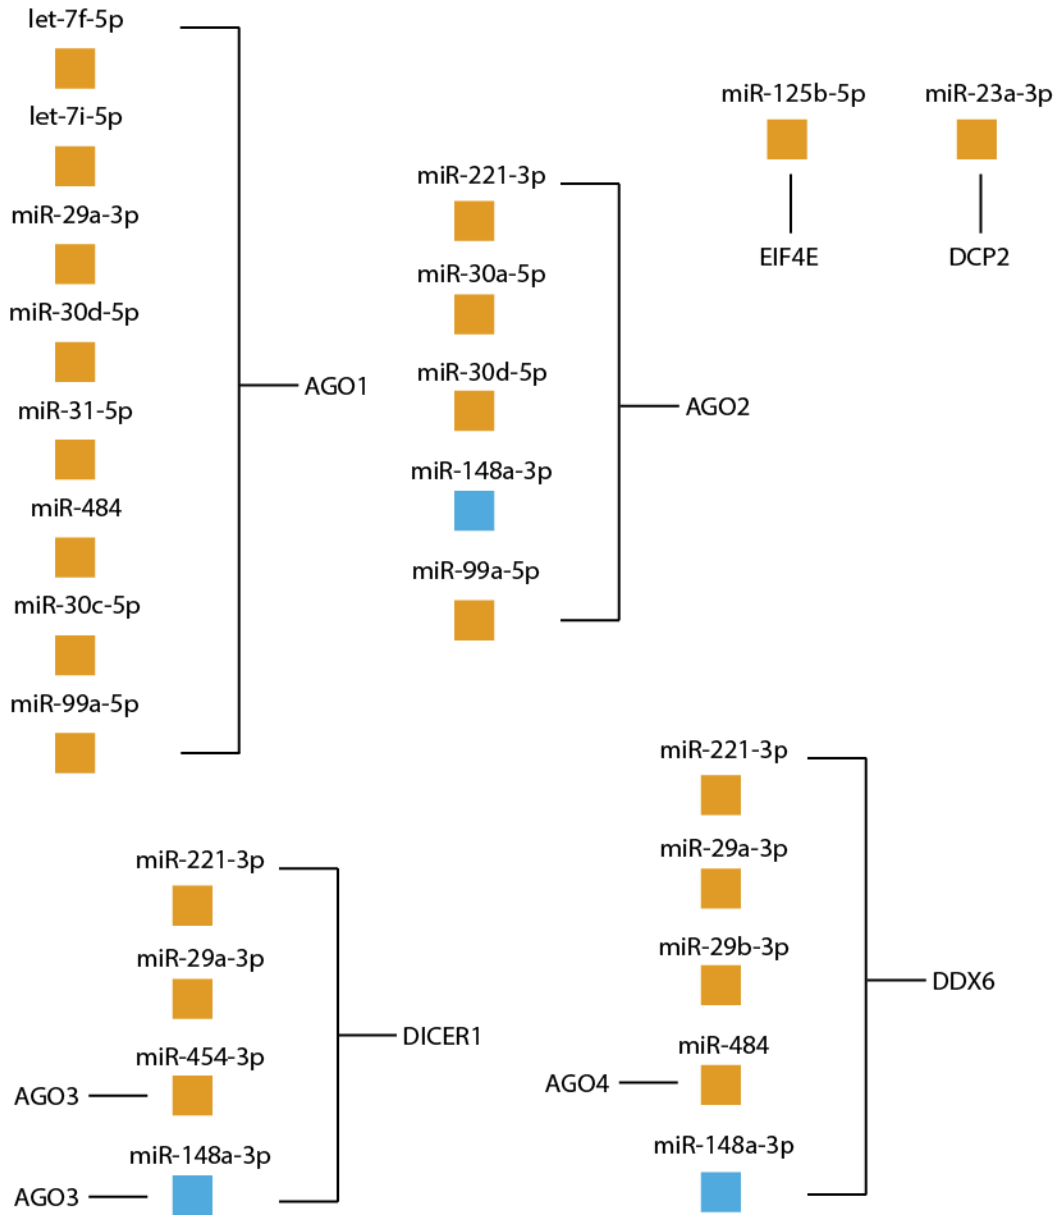 let-7f-5p
let-7i-5p
miR-29a-3p
miR-30d-5p
miR-31-5p
miR-484
miR-30c-5p
miR-99a-5p
AGO1
miR-221-3p
miR-30a-5p
miR-30d-5p
miR-148a-3p
miR-99a-5p
AGO2
miR-125b-5p
EIF4E
miR-23a-3p
DCP2
miR-221-3p
miR-29a-3p
miR-454-3p
AGO3
miR-148a-3p
AGO3
DICER1
miR-221-3p
miR-29a-3p
miR-29b-3p
miR-484
AGO4
miR-148a-3p
DDX6